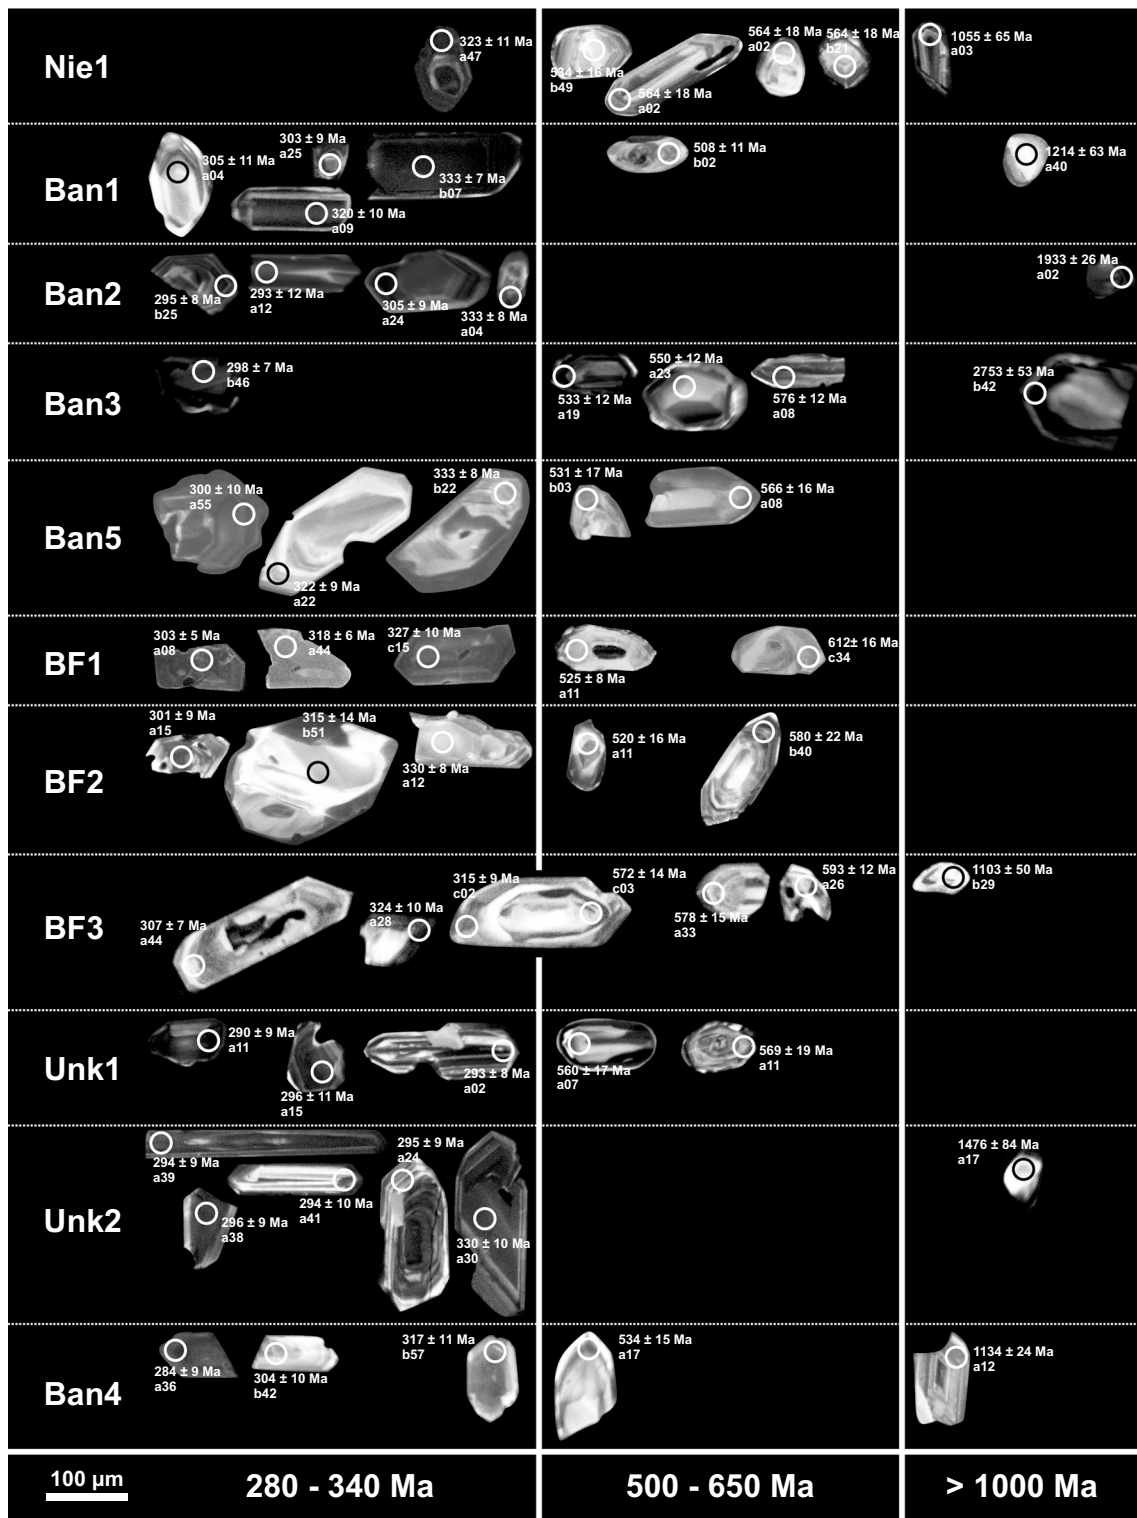 Nie1
323 ± 11 Ma
a47
534 ± 16 Ma
b49
564 ± 18 Ma
a02
564 ± 18 Ma
a02
564 ± 18 Ma
b21
1055 ± 65 Ma
a03
Ban1
305 ± 11 Ma
a04
303 ± 9 Ma
a25
320 ± 10 Ma
a09
333 ± 7 Ma
b07
508 ± 11 Ma
b02
1214 ± 63 Ma
a40
Ban2
295 ± 8 Ma
b25
293 ± 12 Ma
a12
305 ± 9 Ma
a24
333 ± 8 Ma
a04
1933 ± 26 Ma
a02
Ban3
298 ± 7 Ma
b46
533 ± 12 Ma
a19
550 ± 12 Ma
a23
576 ± 12 Ma
a08
2753 ± 53 Ma
b42
Ban5
300 ± 10 Ma
a55
322 ± 9 Ma
a22
333 ± 8 Ma
b22
531 ± 17 Ma
b03
566 ± 16 Ma
a08
BF1
303 ± 5 Ma
a08
318 ± 6 Ma
a44
327 ± 10 Ma
c15
525 ± 8 Ma
a11
612± 16 Ma
c34
BF2
301 ± 9 Ma
a15
315 ± 14 Ma
b51
330 ± 8 Ma
a12
520 ± 16 Ma
a11
580 ± 22 Ma
b40
BF3
307 ± 7 Ma
a44
324 ± 10 Ma
a28
315 ± 9 Ma
c02
572 ± 14 Ma
c03
578 ± 15 Ma
a33
593 ± 12 Ma
a26
1103 ± 50 Ma
b29
Unk1
290 ± 9 Ma
a11
296 ± 11 Ma
a15
293 ± 8 Ma
a02
560 ± 17 Ma
a07
569 ± 19 Ma
a11
Unk2
294 ± 9 Ma
a39
294 ± 10 Ma
a41
296 ± 9 Ma
a38
295 ± 9 Ma
a24
330 ± 10 Ma
a30
1476 ± 84 Ma
a17
Ban4
284 ± 9 Ma
a36
304 ± 10 Ma
b42
317 ± 11 Ma
b57
534 ± 15 Ma
a17
1134 ± 24 Ma
a12
100 µm
280 - 340 Ma
500 - 650 Ma
> 1000 Ma